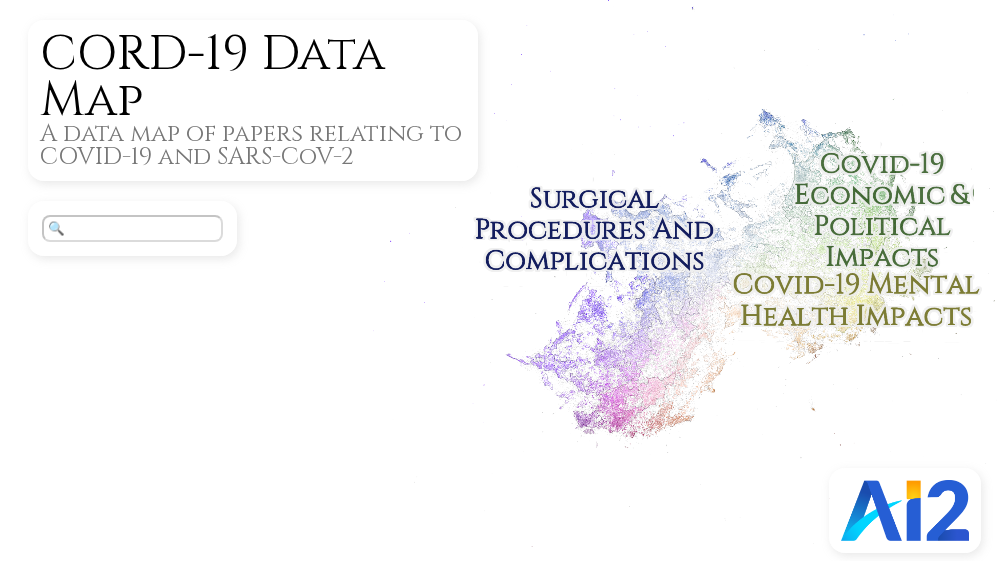 CORD-19 Data
Map
A data map of papers relating to
COVID-19 and SARS-CoV-2
Surgical
Procedures And
Complications
Covid-19
Economic &
Political
Impacts
Covid-19 Mental
Health Impacts
Ai2